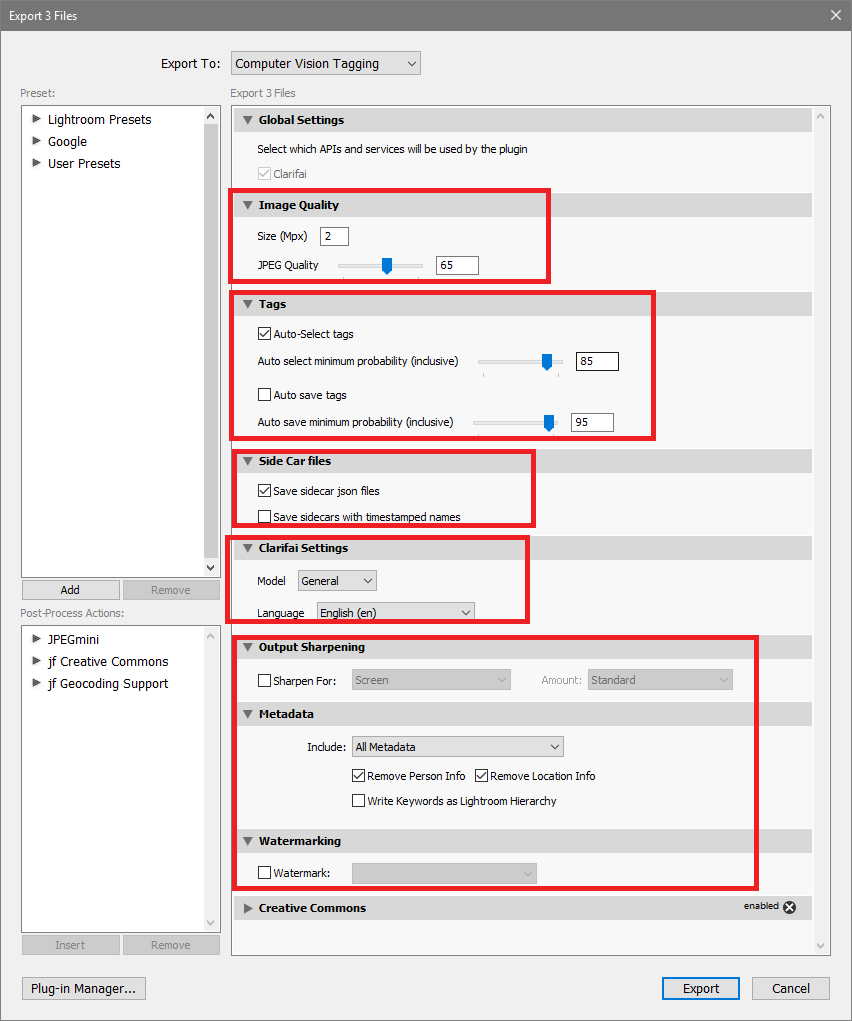 Export 3 Files
Export To: Computer Vision Tagging
Preset:
Lightroom Presets
Google
User Presets
Add Remove
Post-Process Actions:
JPEGmini
jf Creative Commons
jf Geocoding Support
Insert Remove
Export 3 Files
Global Settings
Select which APIs and services will be used by the plugin
Clarifai
Image Quality
Size (Mpx) 2
JPEG Quality 65
Tags
Auto-Select tags
Auto select minimum probability (inclusive) 85
Auto save tags
Auto save minimum probability (inclusive) 95
Side Car files
Save sidecar json files
Save sidecars with timestamped names
Clarifai Settings
Model General
Language English (en)
Output Sharpening
Sharpen For: Screen Amount: Standard
Metadata
Include: All Metadata
Remove Person Info Remove Location Info
Write Keywords as Lightroom Hierarchy
Watermarking
Watermark:
Creative Commons enabled
Plug-in Manager... Export Cancel